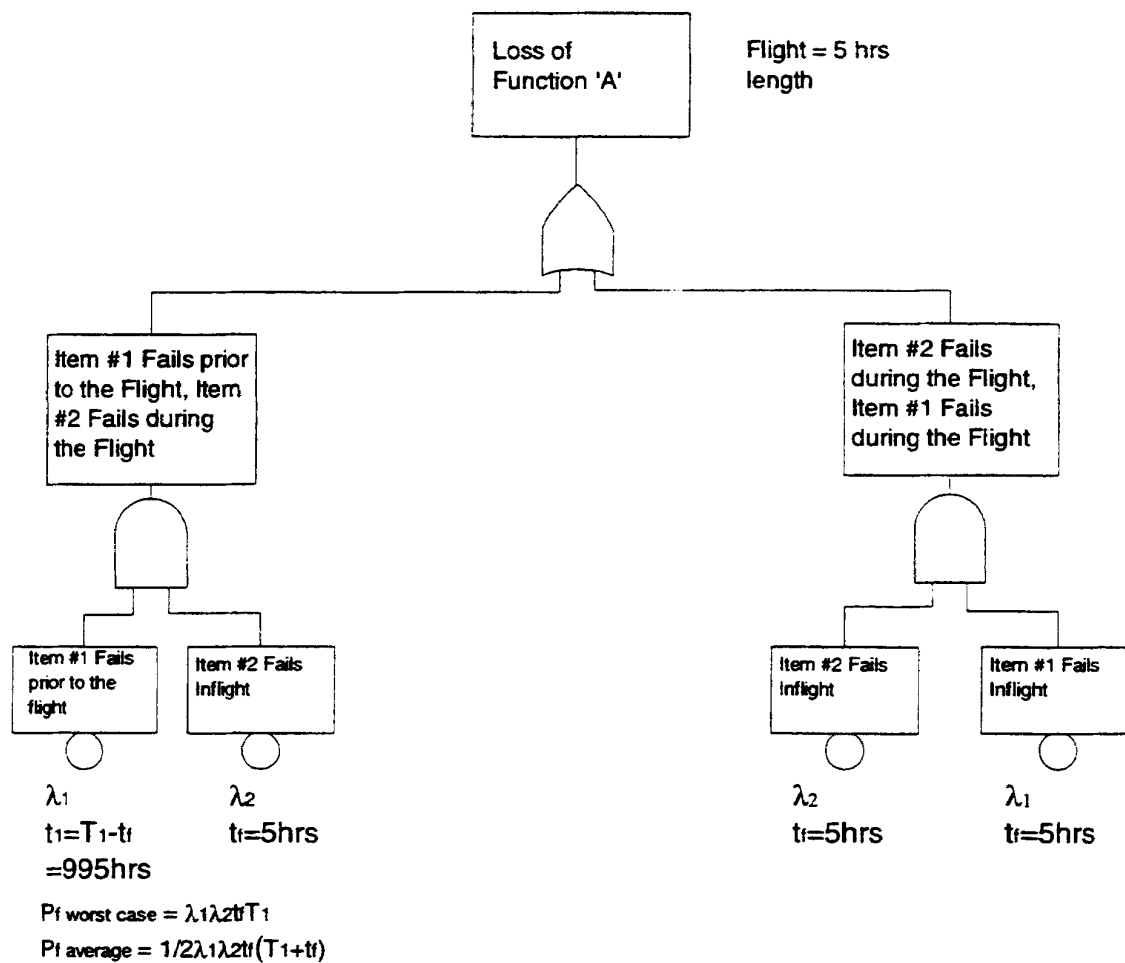 Loss of
Function 'A'
Flight = 5 hrs
length
Item #1 Fails prior
to the Flight, Item
#2 Fails during
the Flight
Item #2 Fails
during the Flight,
Item #1 Fails
during the Flight
Item #1 Fails
prior to the
flight
Item #2 Fails
Inflight
Item #2 Fails
Inflight
Item #1 Fails
Inflight
λ1
t1=T1-tf
=995hrs
λ2
tf=5hrs
λ2
tf=5hrs
λ1
tf=5hrs
Pf worst case = λ1λ2tfT1
Pf average = 1/2λ1λ2tf(T1+tf)